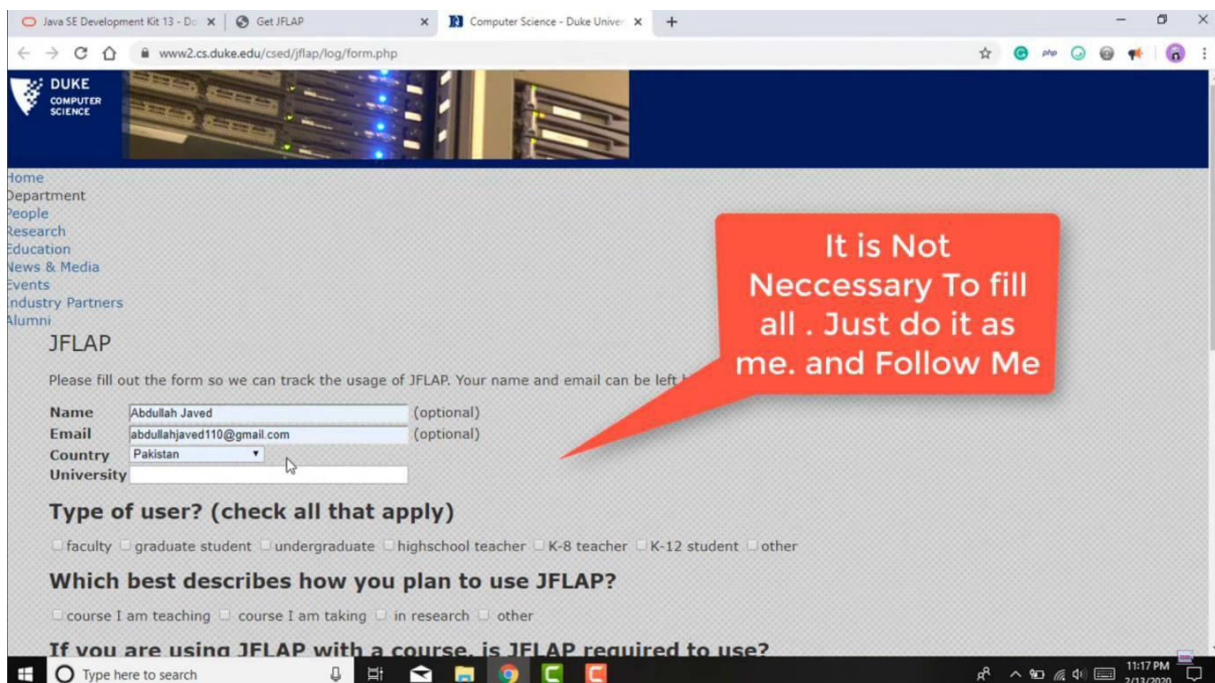 Java SE Development Kit 13 - Do
Get JFLAP
Computer Science - Duke Univer
www2.cs.duke.edu/csed/jflap/log/form.php
php
DUKE
COMPUTER
SCIENCE
Home
Department
People
Research
Education
News & Media
Events
Industry Partners
Alumni
It is Not
Neccessary To fill
all . Just do it as
me. and Follow Me
JFLAP
Please fill out the form so we can track the usage of JFLAP. Your name and email can be left
Name Abdullah Javed (optional)
Email abdullahjaved110@gmail.com (optional)
Country Pakistan
University
Type of user? (check all that apply)
faculty graduate student undergraduate highschool teacher K-8 teacher K-12 student other
Which best describes how you plan to use JFLAP?
course I am teaching course I am taking in research other
If you are using JFLAP with a course, is JFLAP required to use?
Type here to search
11:17 PM
2/13/2020